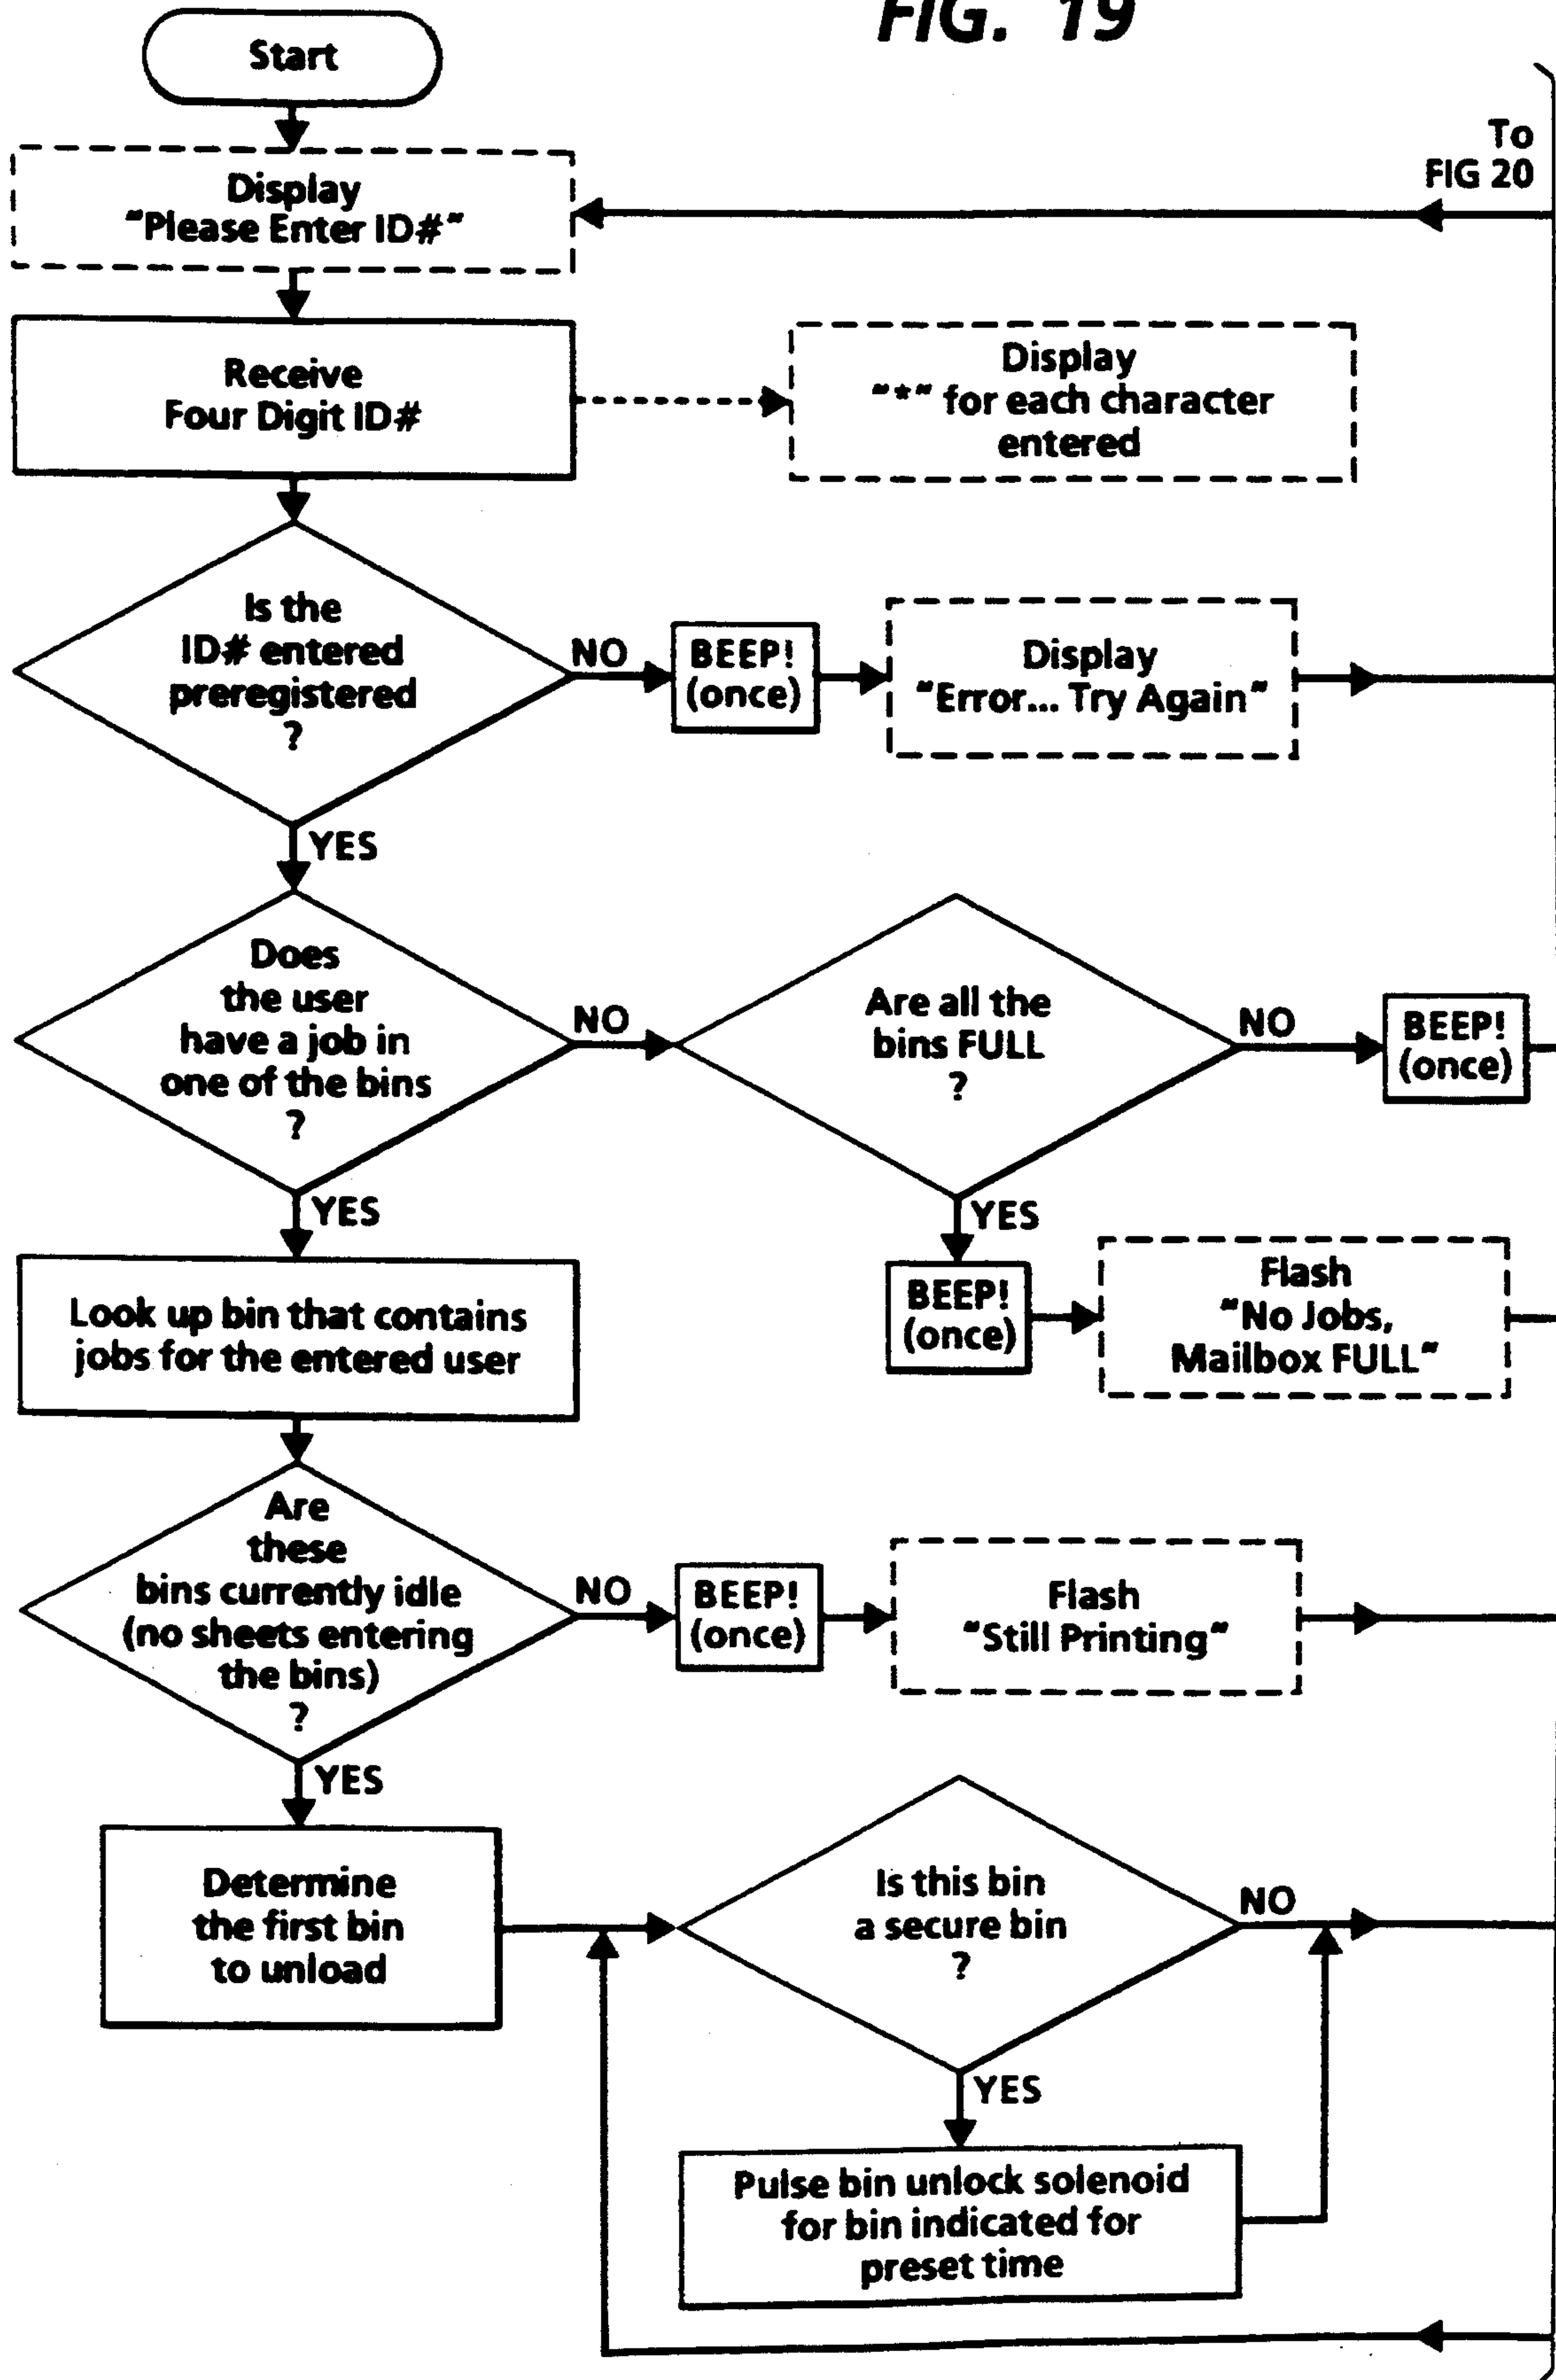 FIG. 19
Start
To
FIG 20
Display
"Please Enter ID#"
Receive
Four Digit ID#
Display
"*" for each character
entered
Is the
ID# entered
preregistered
?
NO
BEEP!
(once)
Display
"Error... Try Again"
YES
Does
the user
have a job in
one of the bins
?
NO
Are all the
bins FULL
?
NO
BEEP!
(once)
YES
YES
BEEP!
(once)
Flash
"No Jobs,
Mailbox FULL"
Look up bin that contains
jobs for the entered user
Are
these
bins currently idle
(no sheets entering
the bins)
?
NO
BEEP!
(once)
Flash
"Still Printing"
YES
Determine
the first bin
to unload
Is this bin
a secure bin
?
NO
YES
Pulse bin unlock solenoid
for bin indicated for
preset time